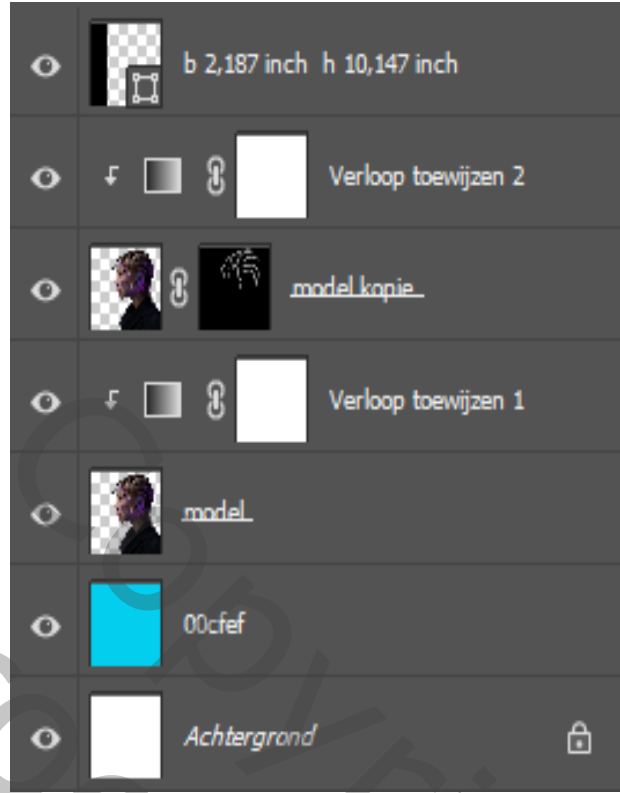 b 2,187 inch h 10,147 inch
Verloop toewijzen 2
model kopie
Verloop toewijzen 1
model
00cfef
Achtergrond